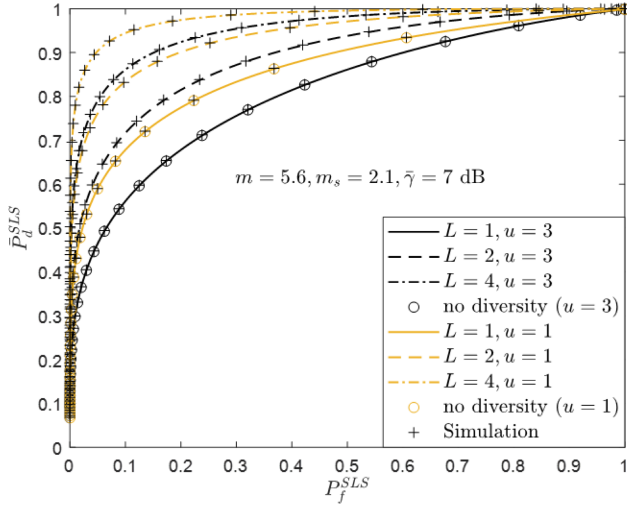 1
0.9
0.8
0.7
0.6
0.5
0.4
0.3
0.2
0.1
0
P̄_d^{SLS}
m = 5.6, m_s = 2.1, γ̄ = 7 dB
L = 1, u = 3
L = 2, u = 3
L = 4, u = 3
no diversity (u = 3)
L = 1, u = 1
L = 2, u = 1
L = 4, u = 1
no diversity (u = 1)
Simulation
0 0.1 0.2 0.3 0.4 0.5 0.6 0.7 0.8 0.9 1
P_f^{SLS}